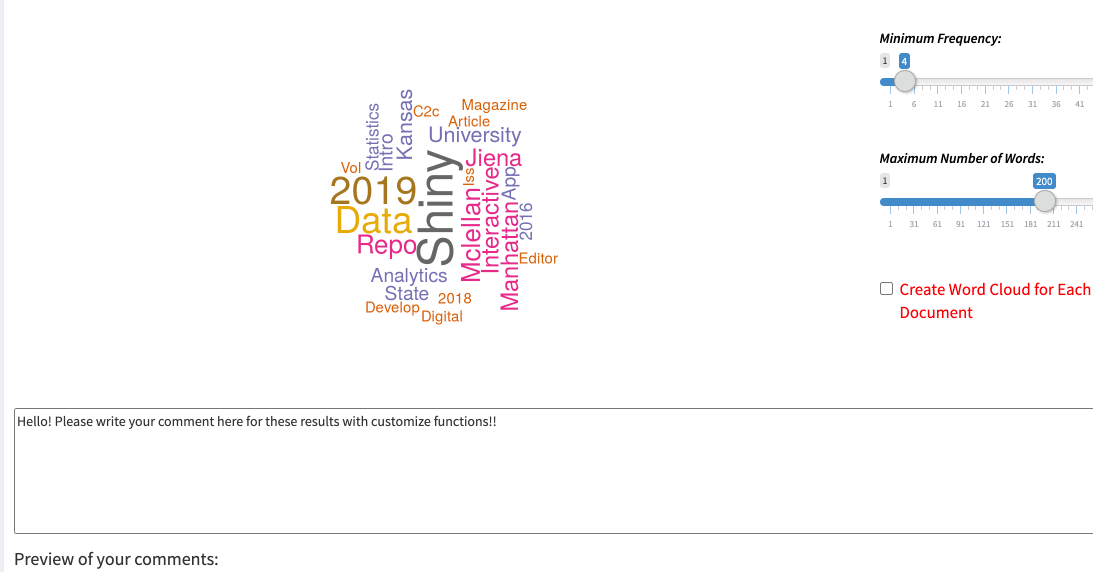 Minimum Frequency:
1 4
1 6 11 16 21 26 31 36 41
Maximum Number of Words:
1 200
1 31 61 91 121 151 181 211 241
Create Word Cloud for Each
Document
Kansas
C2c
Magazine
Article
Statistics
Intro
University
Vol
Shiny
Jiena
Iss
2019
App
Data
Mclellan
Interactive
Manhattan
2016
Repo
Editor
Analytics
State
2018
Develop
Digital
Hello! Please write your comment here for these results with customize functions!!
Preview of your comments: